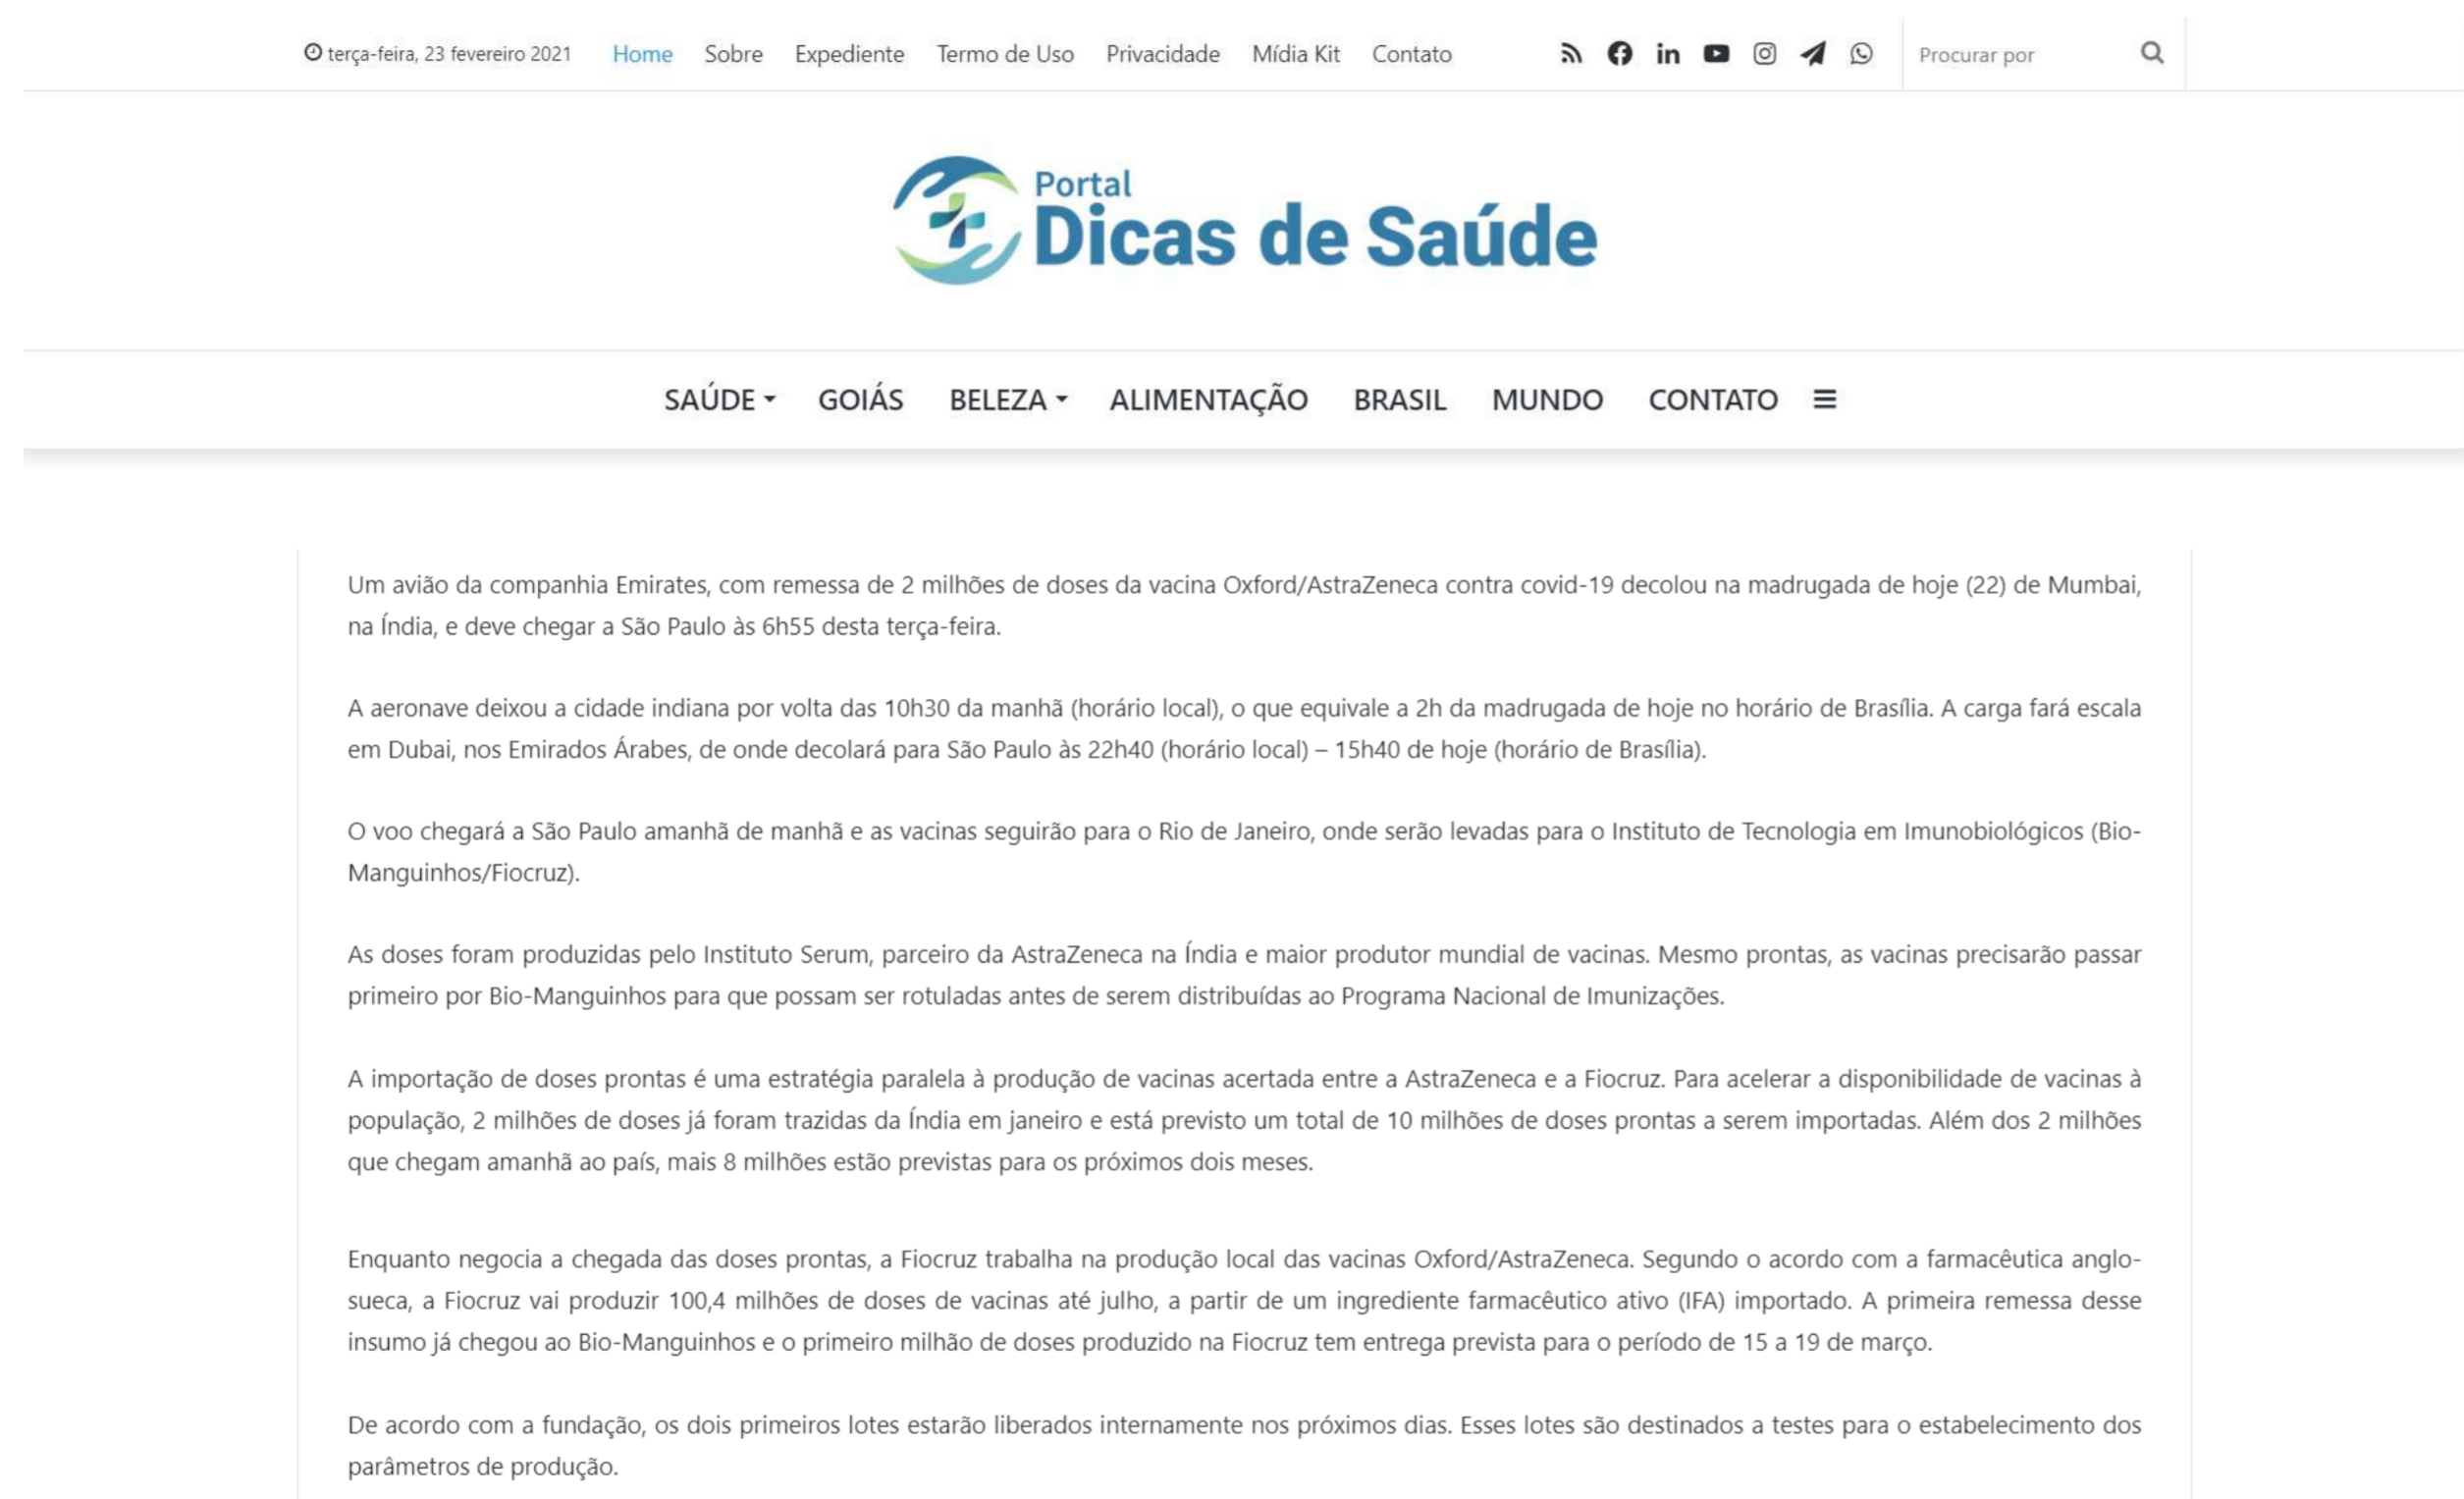 terça-feira, 23 fevereiro 2021 Home Sobre Expediente Termo de Uso Privacidade Mídia Kit Contato Procurar por
Portal
Dicas de Saúde
SAÚDE GOIÁS BELEZA ALIMENTAÇÃO BRASIL MUNDO CONTATO
Um avião da companhia Emirates, com remessa de 2 milhões de doses da vacina Oxford/AstraZeneca contra covid-19 decolou na madrugada de hoje (22) de Mumbai,
na Índia, e deve chegar a São Paulo às 6h55 desta terça-feira.
A aeronave deixou a cidade indiana por volta das 10h30 da manhã (horário local), o que equivale a 2h da madrugada de hoje no horário de Brasília. A carga fará escala
em Dubai, nos Emirados Árabes, de onde decolará para São Paulo às 22h40 (horário local) – 15h40 de hoje (horário de Brasília).
O voo chegará a São Paulo amanhã de manhã e as vacinas seguirão para o Rio de Janeiro, onde serão levadas para o Instituto de Tecnologia em Imunobiológicos (Bio-
Manguinhos/Fiocruz).
As doses foram produzidas pelo Instituto Serum, parceiro da AstraZeneca na Índia e maior produtor mundial de vacinas. Mesmo prontas, as vacinas precisarão passar
primeiro por Bio-Manguinhos para que possam ser rotuladas antes de serem distribuídas ao Programa Nacional de Imunizações.
A importação de doses prontas é uma estratégia paralela à produção de vacinas acertada entre a AstraZeneca e a Fiocruz. Para acelerar a disponibilidade de vacinas à
população, 2 milhões de doses já foram trazidas da Índia em janeiro e está previsto um total de 10 milhões de doses prontas a serem importadas. Além dos 2 milhões
que chegam amanhã ao país, mais 8 milhões estão previstas para os próximos dois meses.
Enquanto negocia a chegada das doses prontas, a Fiocruz trabalha na produção local das vacinas Oxford/AstraZeneca. Segundo o acordo com a farmacêutica anglo-
sueca, a Fiocruz vai produzir 100,4 milhões de doses de vacinas até julho, a partir de um ingrediente farmacêutico ativo (IFA) importado. A primeira remessa desse
insumo já chegou ao Bio-Manguinhos e o primeiro milhão de doses produzido na Fiocruz tem entrega prevista para o período de 15 a 19 de março.
De acordo com a fundação, os dois primeiros lotes estarão liberados internamente nos próximos dias. Esses lotes são destinados a testes para o estabelecimento dos
parâmetros de produção.